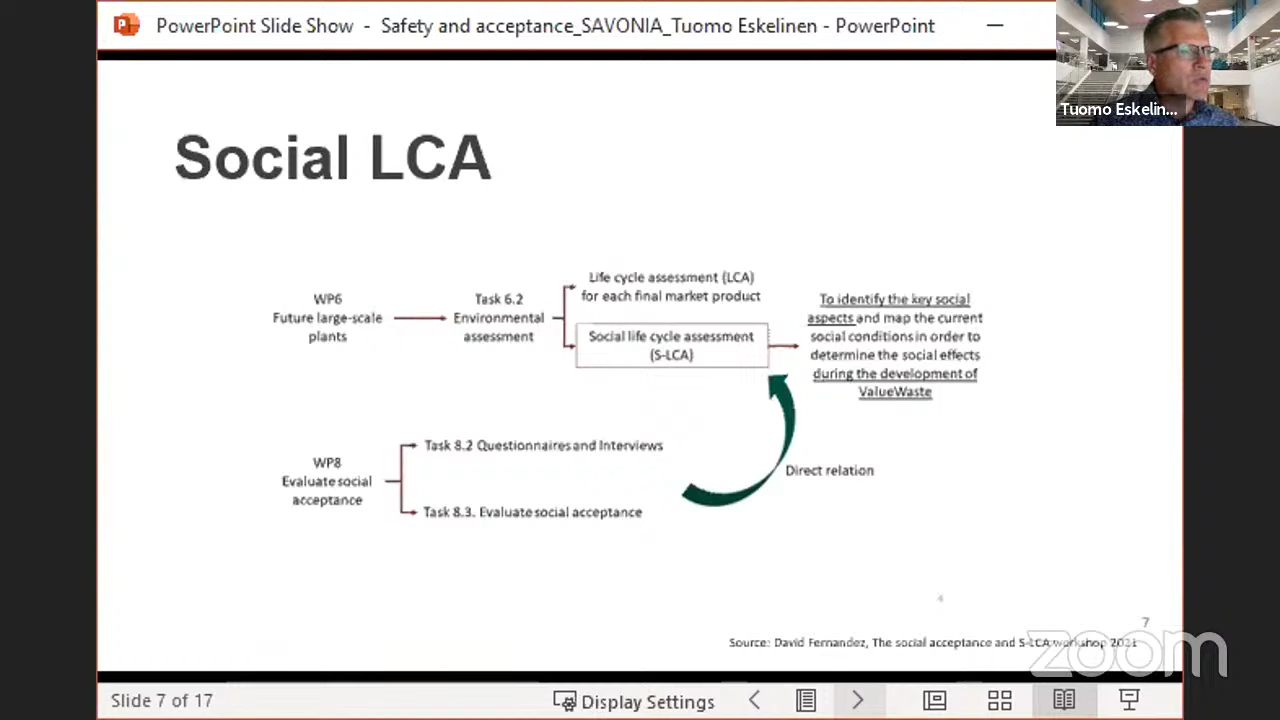 PowerPoint Slide Show - Safety and acceptance_SAVONIA_Tuomo Eskelinen - PowerPoint
Tuomo Eskelin...
Social LCA
WP6
Future large-scale
plants
Task 6.2
Environmental
assessment
Life cycle assessment (LCA)
for each final market product
Social life cycle assessment
(S-LCA)
To identify the key social
aspects and map the current
social conditions in order to
determine the social effects
during the development of
ValueWaste
WP8
Evaluate social
acceptance
Task 8.2 Questionnaires and Interviews
Task 8.3. Evaluate social acceptance
Direct relation
4
7
Source: David Fernandez, The social acceptance and S-LCA workshop 2021
zoom
Slide 7 of 17
Display Settings